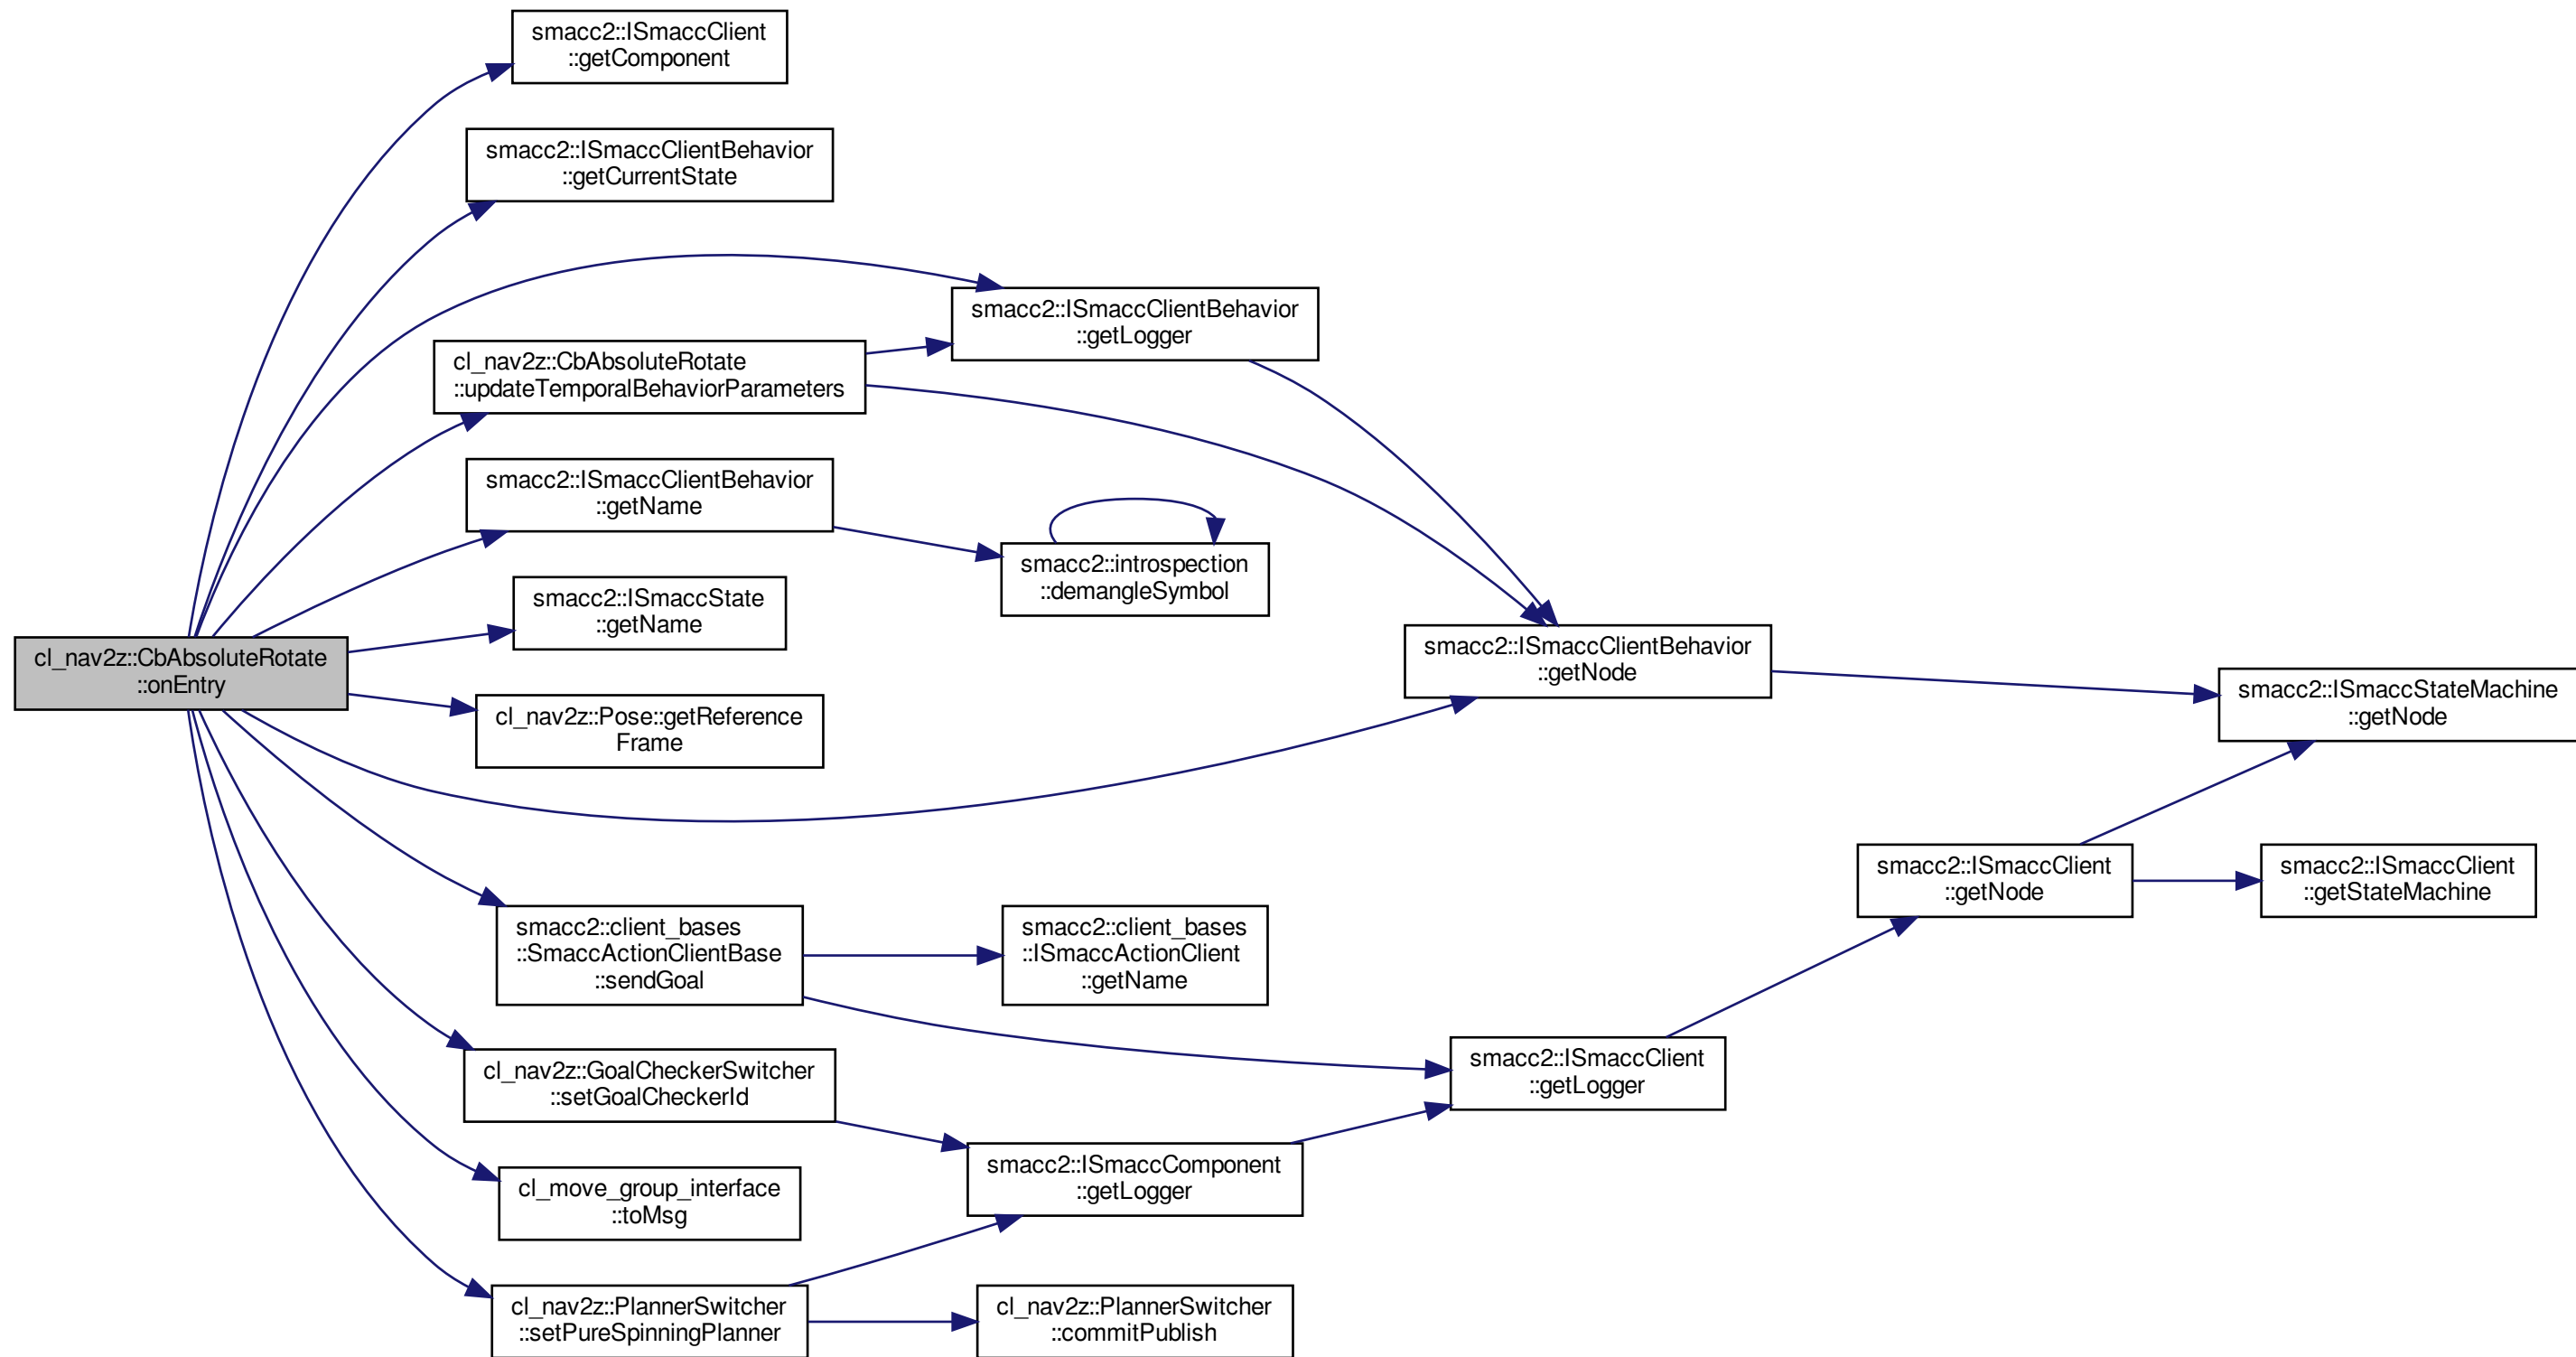 smacc2::ISmaccClient
::getComponent
smacc2::ISmaccClientBehavior
::getCurrentState
smacc2::ISmaccClientBehavior
::getLogger
cl_nav2z::CbAbsoluteRotate
::updateTemporalBehaviorParameters
smacc2::ISmaccClientBehavior
::getName
smacc2::introspection
::demangleSymbol
smacc2::ISmaccState
::getName
cl_nav2z::CbAbsoluteRotate
::onEntry
smacc2::ISmaccClientBehavior
::getNode
smacc2::ISmaccStateMachine
::getNode
cl_nav2z::Pose::getReference
Frame
smacc2::ISmaccClient
::getNode
smacc2::ISmaccClient
::getStateMachine
smacc2::client_bases
::SmaccActionClientBase
::sendGoal
smacc2::client_bases
::ISmaccActionClient
::getName
smacc2::ISmaccClient
::getLogger
cl_nav2z::GoalCheckerSwitcher
::setGoalCheckerId
smacc2::ISmaccComponent
::getLogger
cl_move_group_interface
::toMsg
cl_nav2z::PlannerSwitcher
::setPureSpinningPlanner
cl_nav2z::PlannerSwitcher
::commitPublish